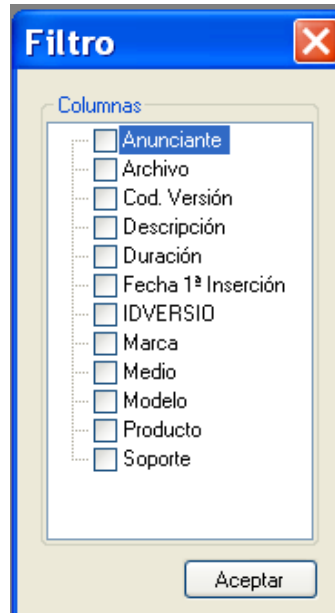 Filtro
Columnas
Anunciante
Archivo
Cod. Versión
Descripción
Duración
Fecha 1ª Inserción
IDVERSIO
Marca
Medio
Modelo
Producto
Soporte
Aceptar